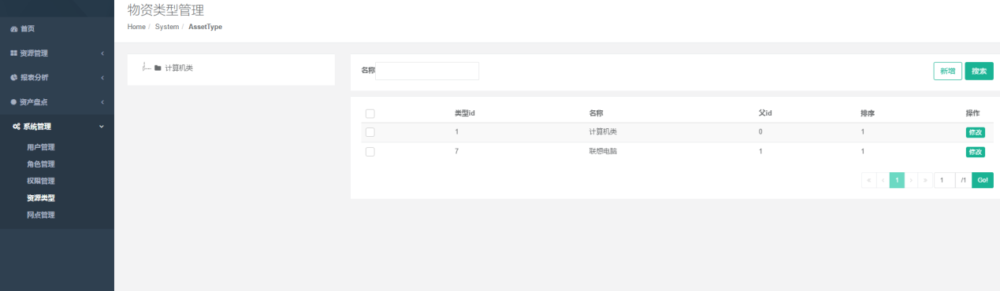 物资类型管理
Home / System / AssetType
首页
资源管理
报表分析
资产盘点
系统管理
用户管理
角色管理
权限管理
资源类型
网点管理
计算机类
名称 新增 搜索
类型id 名称 父id 排序 操作
1 计算机类 0 1 修改
7 联想电脑 1 1 修改
« < 1 > » 1 /1 Go!